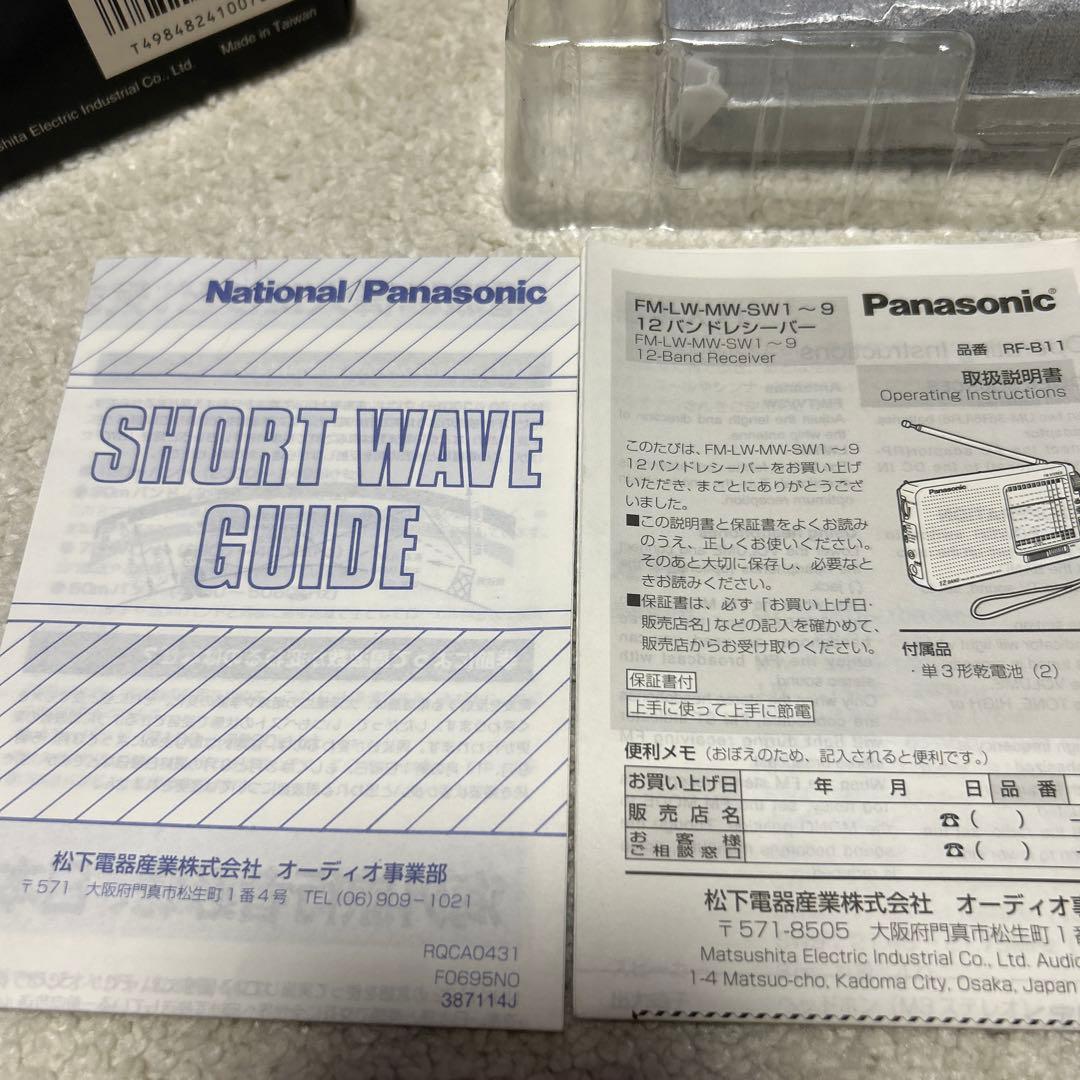 T49848241007
Made in Taiwan
shita Electric Industrial Co., Ltd.
National/Panasonic
SHORT WAVE
GUIDE
松下電器産業株式会社 オーディオ事業部
〒571 大阪府門真市松生町1番4号 TEL(06)909-1021
RQCA0431
F0695N0
387114J
FM-LW-MW-SW1～9
12バンドレシーバー
FM-LW-MW-SW1～9
12-Band Receiver
Panasonic®
品番 RF-B11
取扱説明書
Operating Instructions
このたびは、FM-LW-MW-SW1～9
12バンドレシーバーをお買い上げ
いただき、まことにありがとうござ
いました。
■この説明書と保証書をよくお読み
のうえ、正しくお使いください。
そのあと大切に保存し、必要なと
きお読みください。
■保証書は、必ず「お買い上げ日・
販売店名」などの記入を確かめて、
販売店からお受け取りください。
保証書付
上手に使って上手に節電
Panasonic
12 BAND
付属品
・単3形乾電池(2)
便利メモ(おぼえのため、記入されると便利です。)
お買い上げ日 年 月 日 品番
販売店名 ☎( ) -
お客様
ご相談窓口 ☎( ) -
松下電器産業株式会社 オーディオ事
〒571-8505 大阪府門真市松生町1
Matsushita Electric Industrial Co., Ltd. Audio
1-4 Matsuo-cho, Kadoma City, Osaka, Japan